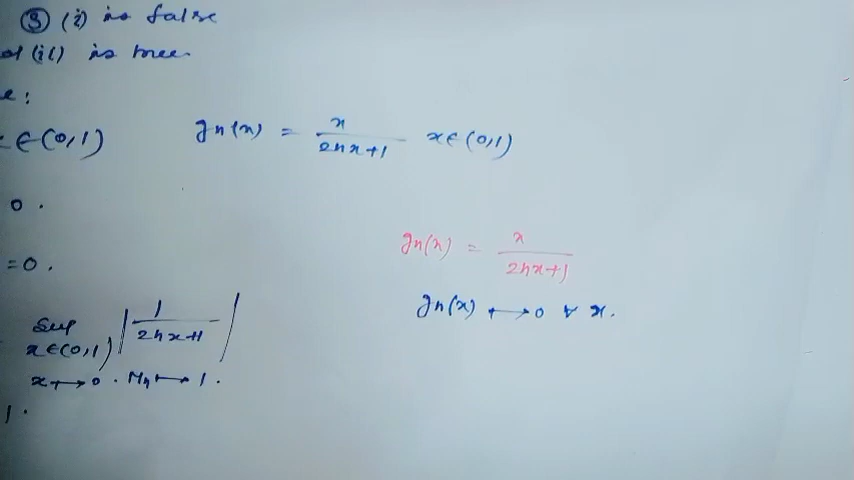 ③ (i) is false
(ii) is true.
e:
∈(0,1)
gn(x) = x/(2nx+1) x∈(0,1)
0.
=0.
gn(x) = x/(2nx+1)
gn(x) ↦ 0 ∀ x.
Sup x∈(0,1) |1/(2nx+1)|
x ↦ 0. Mn ↦ 1.
1.